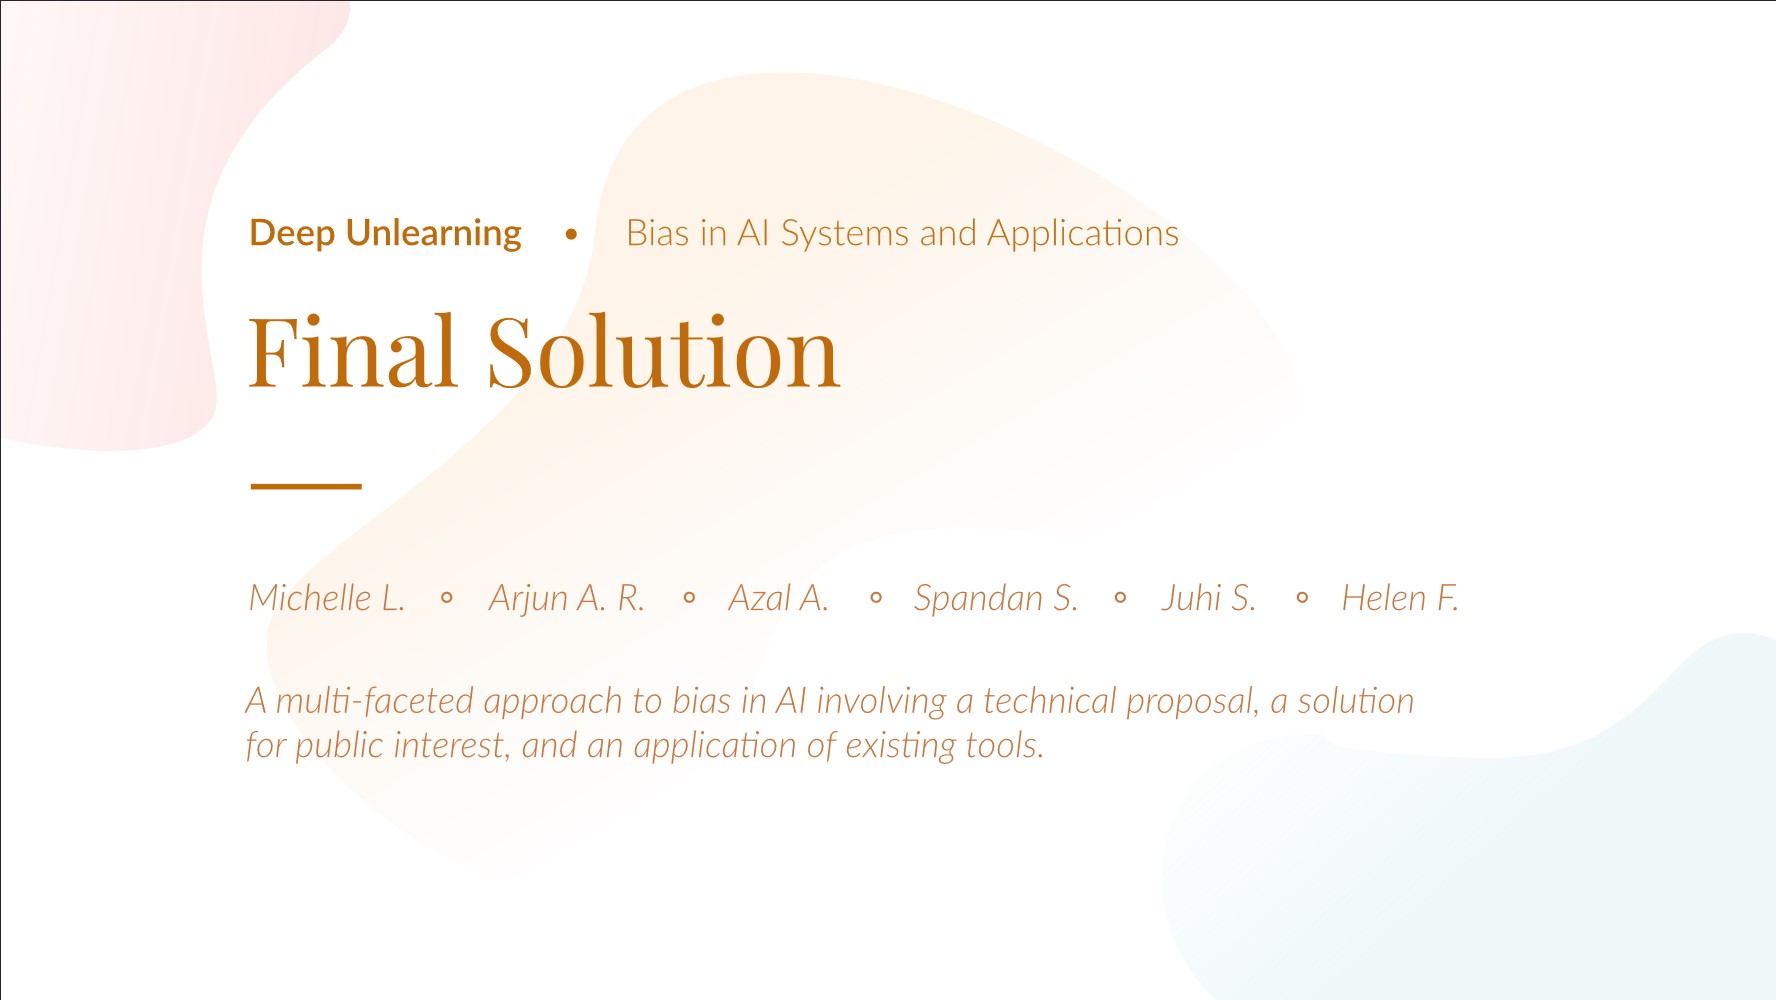 Deep Unlearning • Bias in AI Systems and Applications
Final Solution
Michelle L. ○ Arjun A. R. ○ Azal A. ○ Spandan S. ○ Juhi S. ○ Helen F.
A multi-faceted approach to bias in AI involving a technical proposal, a solution
for public interest, and an application of existing tools.